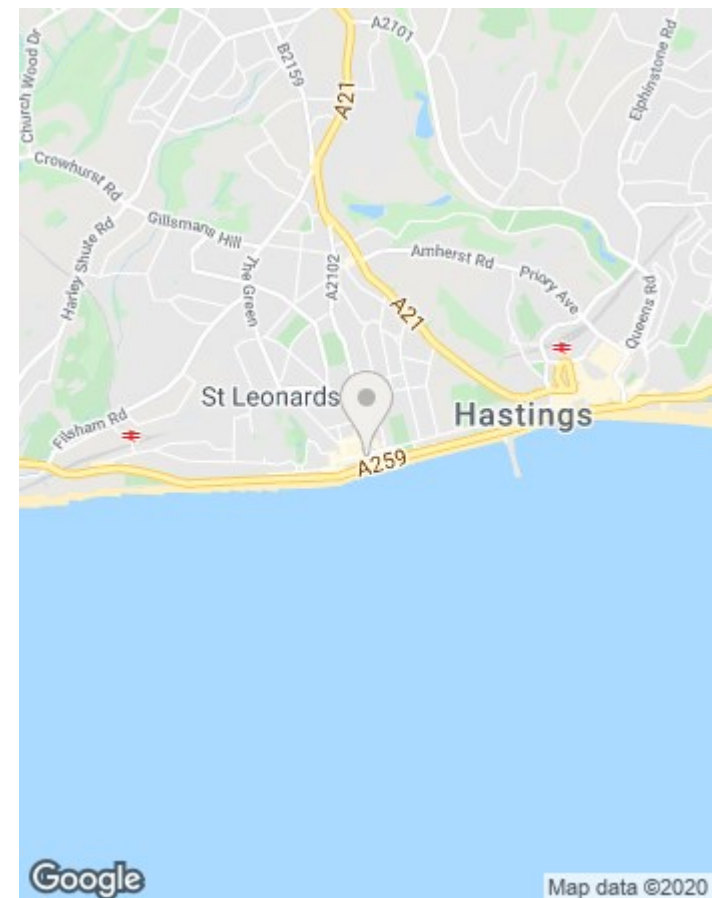 A2101
B2159
Church Wood Dr
A21
Elphinstone Rd
Crowhurst Rd
Gillsmans Hill
Harley Shute Rd
The Green
A2102
Amherst Rd
Priory Ave
Queens Rd
A21
St Leonards
Hastings
Filsham Rd
A259
Google
Map data ©2020